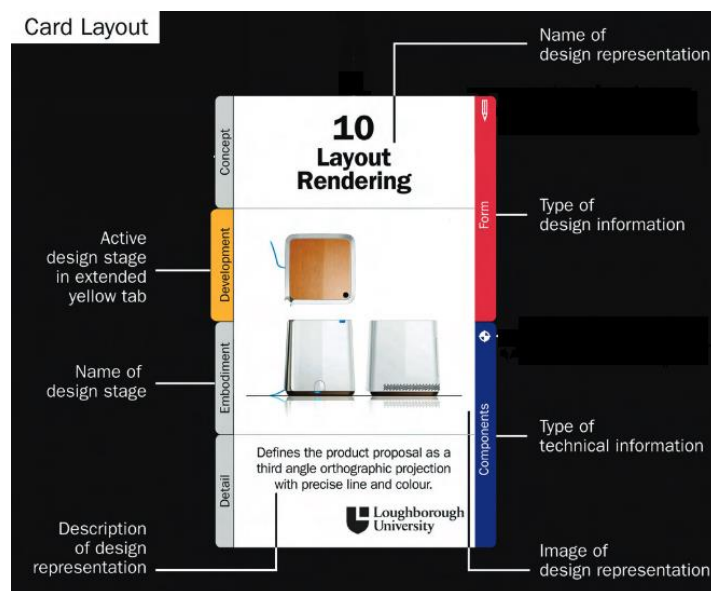 Card Layout
Name of
design representation
10
Layout
Rendering
Concept
Development
Embodiment
Detail
Form
Components
Type of
design information
Active
design stage
in extended
yellow tab
Name of
design stage
Type of
technical information
Defines the product proposal as a
third angle orthographic projection
with precise line and colour.
Loughborough
University
Description
of design
representation
Image of
design representation